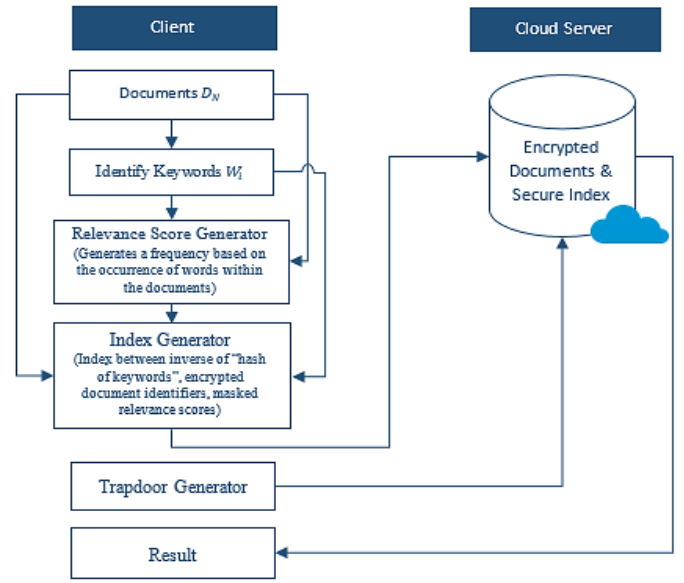 Client
Cloud Server
Documents D_N
Identify Keywords W_i
Relevance Score Generator
(Generates a frequency based on
the occurrence of words within
the documents)
Index Generator
(Index between inverse of "hash
of keywords", encrypted
document identifiers, masked
relevance scores)
Encrypted
Documents &
Secure Index
Trapdoor Generator
Result